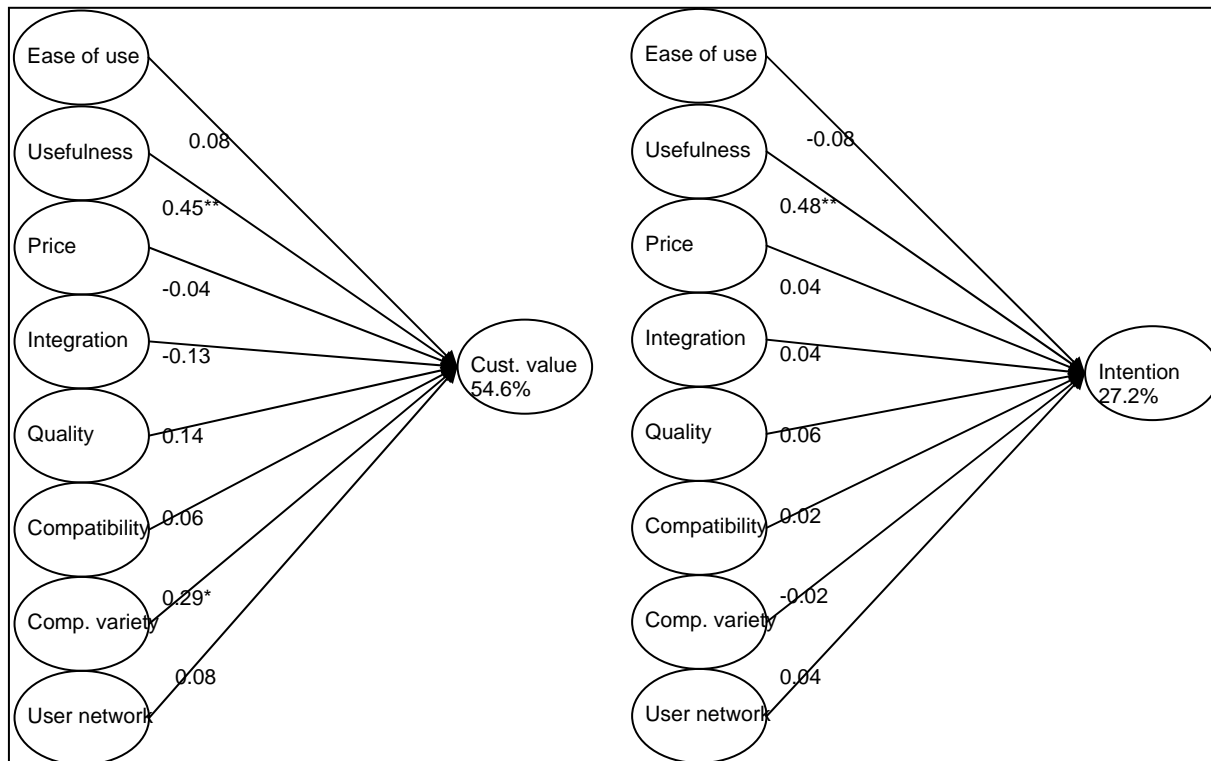 Ease of use
0.08
Usefulness
0.45**
Price
-0.04
Integration
-0.13
Quality
0.14
Compatibility
0.06
Comp. variety
0.29*
User network
0.08
Cust. value
54.6%
Ease of use
-0.08
Usefulness
0.48**
Price
0.04
Integration
0.04
Quality
0.06
Compatibility
0.02
Comp. variety
-0.02
User network
0.04
Intention
27.2%